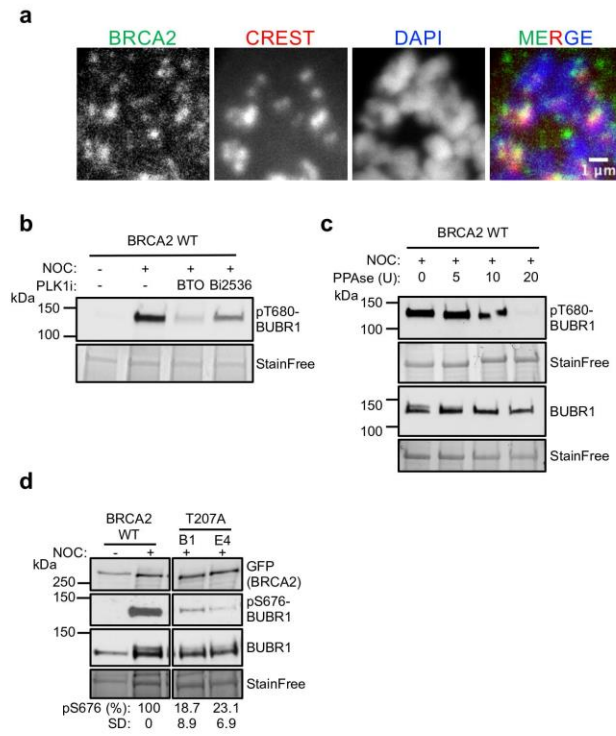 a
BRCA2 CREST DAPI MERGE
1 μm
b
BRCA2 WT
NOC: - + + +
PLK1i: - - BTO Bi2536
kDa
150
100
pT680-
BUBR1
StainFree
c
BRCA2 WT
NOC: + + + +
PPAse (U): 0 5 10 20
kDa
150
100
pT680-
BUBR1
StainFree
150
100
BUBR1
StainFree
d
BRCA2
WT
T207A
B1 E4
NOC: - + + +
kDa
250
GFP
(BRCA2)
150
pS676-
BUBR1
150
BUBR1
StainFree
pS676 (%): 100 18.7 23.1
SD: 0 8.9 6.9